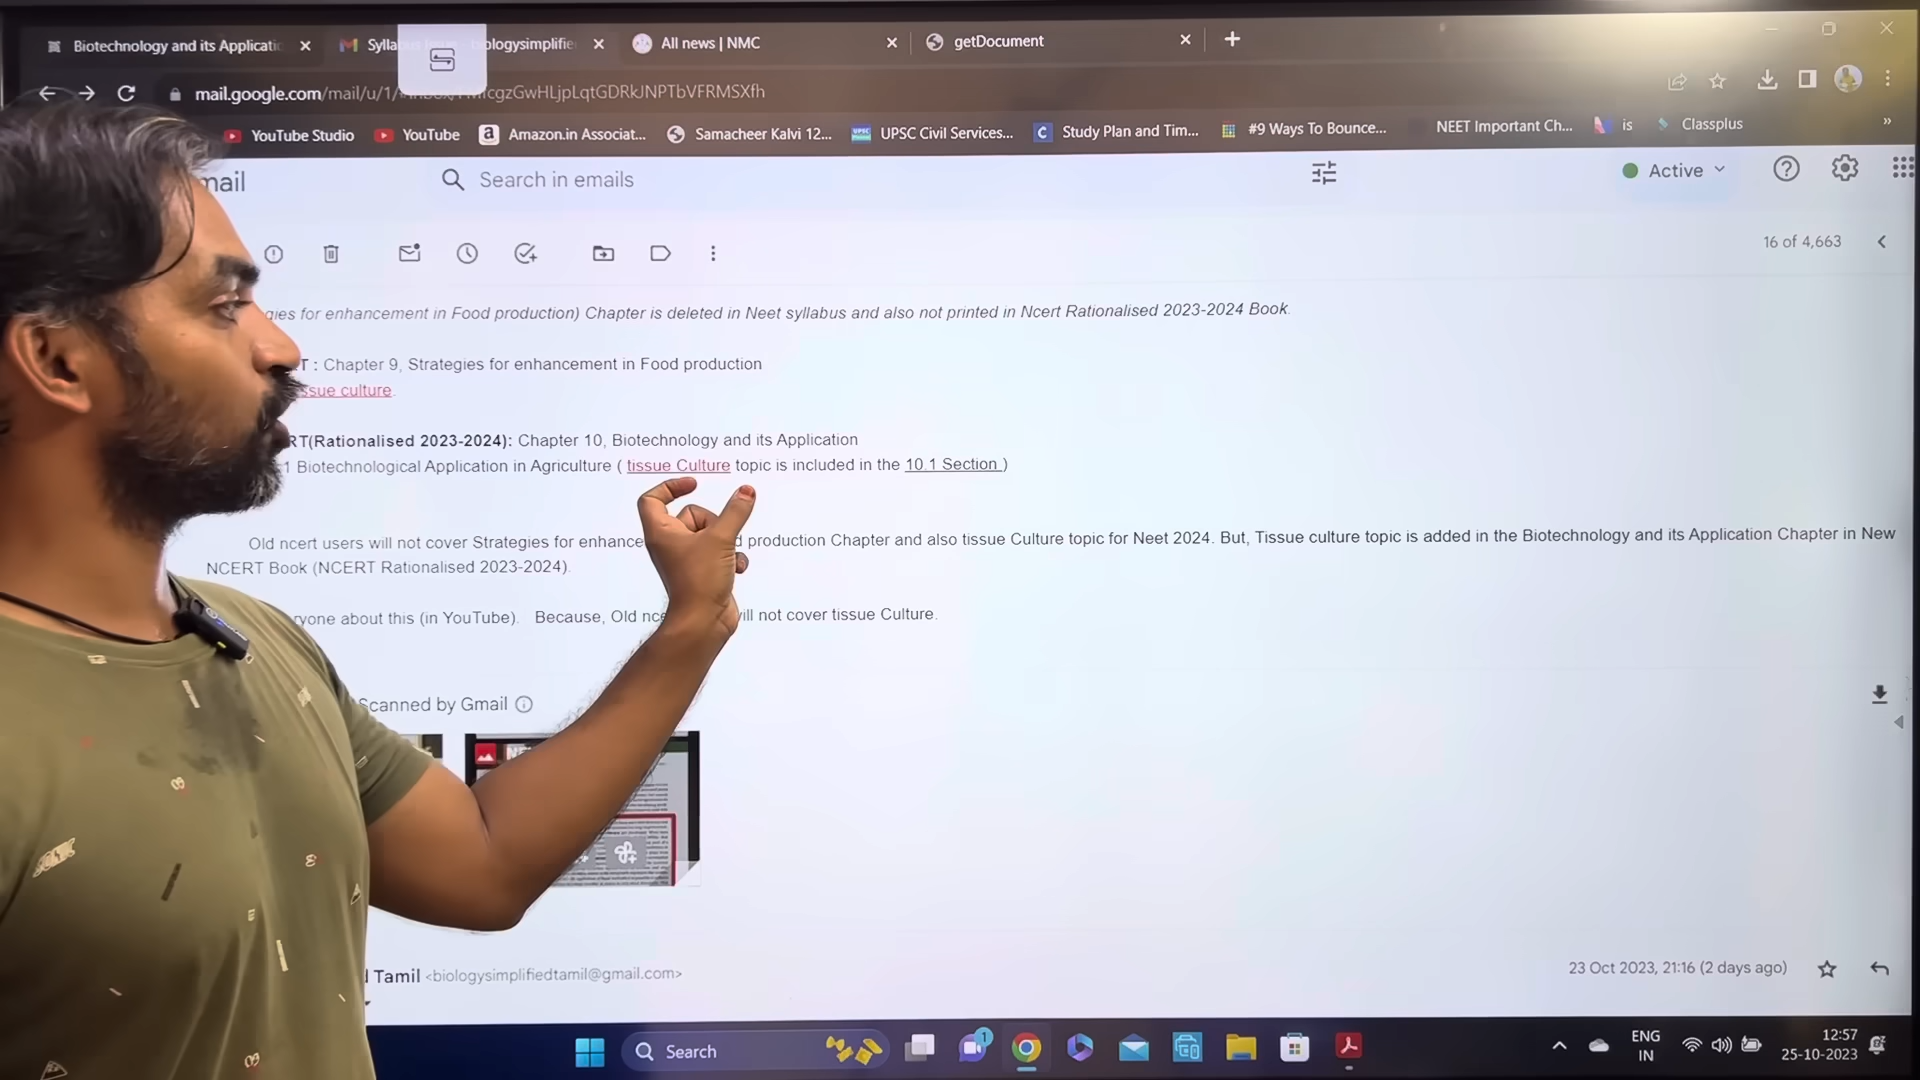 Biotechnology and its Applicatio
Sylla
ologysimplifie
All news | NMC
getDocument
mail.google.com/mail/u/1/
YouTube Studio
YouTube
Amazon.in Associat...
Samacheer Kalvi 12...
UPSC Civil Services...
Study Plan and Tim...
#9 Ways To Bounce...
NEET Important Ch...
is
Classplus
mail
Search in emails
Active
16 of 4,663
gies for enhancement in Food production) Chapter is deleted in Neet syllabus and also not printed in Ncert Rationalised 2023-2024 Book.
T : Chapter 9, Strategies for enhancement in Food production
ssue culture.
RT(Rationalised 2023-2024): Chapter 10, Biotechnology and its Application
1 Biotechnological Application in Agriculture ( tissue Culture topic is included in the 10.1 Section )
Old ncert users will not cover Strategies for enhance d production Chapter and also tissue Culture topic for Neet 2024. But, Tissue culture topic is added in the Biotechnology and its Application Chapter in New
NCERT Book (NCERT Rationalised 2023-2024).
ryone about this (in YouTube). Because, Old nce ill not cover tissue Culture.
Scanned by Gmail
d Tamil <biologysimplifiedtamil@gmail.com>
23 Oct 2023, 21:16 (2 days ago)
Search
1
ENG
IN
12:57
25-10-2023